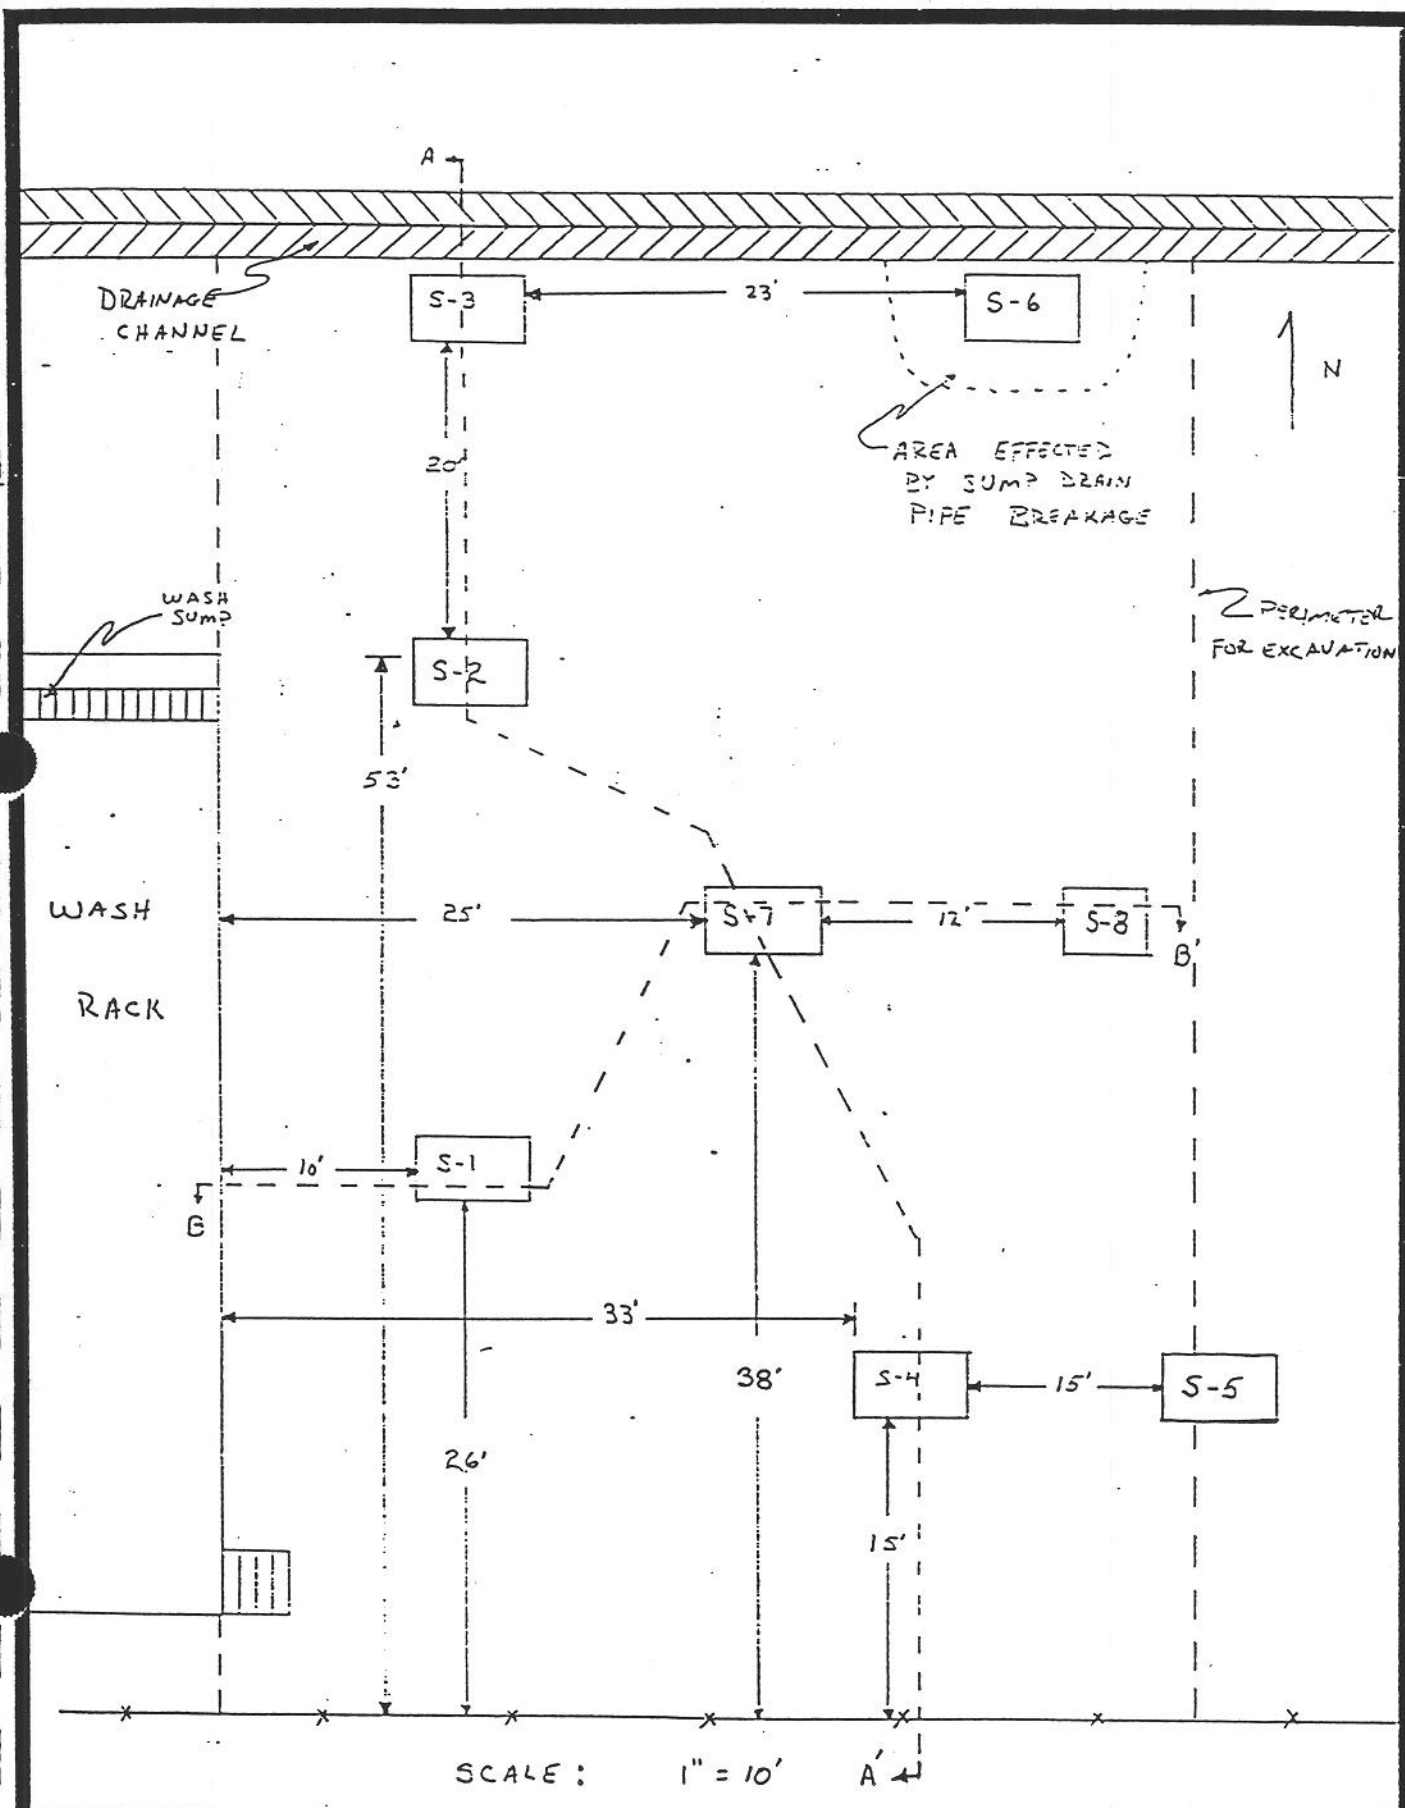 A
DRAINAGE
CHANNEL
S-3
23'
S-6
N
20'
AREA EFFECTED
BY SUMP DRAIN
PIPE BREAKAGE
WASH
SUMP
PERIMETER
FOR EXCAVATION
S-2
53'
WASH
RACK
25'
S-7
12'
S-8
B'
10'
S-1
B
33'
38'
S-4
15'
S-5
26'
15'
SCALE: 1" = 10'
A'